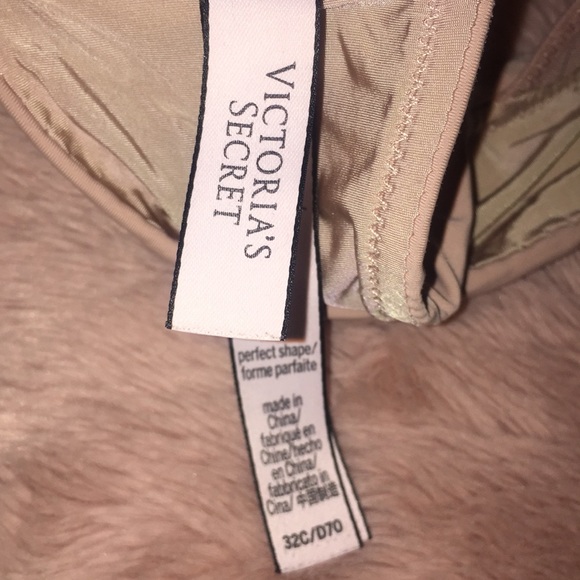 VICTORIA'S
SECRET
perfect shape/
forme parfaite
made in
China/
fabriqué en
Chine/hecho
en China/
fabbricato in
Cina/ 中国制造
32C/D70